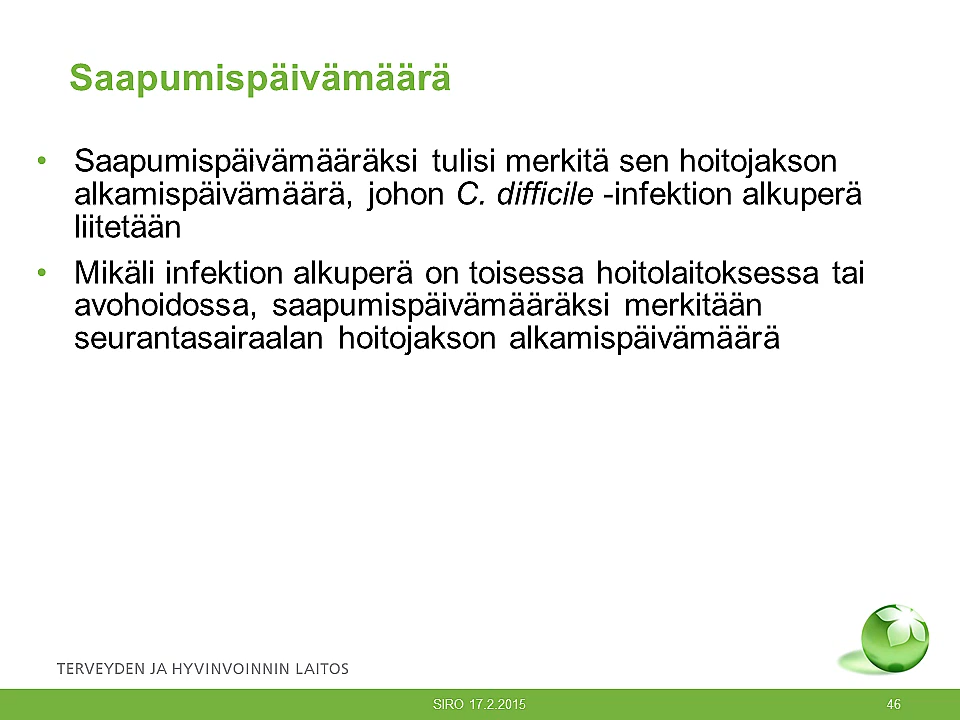 Saapumispäivämäärä
• Saapumispäivämääräksi tulisi merkitä sen hoitojakson
alkamispäivämäärä, johon C. difficile -infektion alkuperä
liitetään
• Mikäli infektion alkuperä on toisessa hoitolaitoksessa tai
avohoidossa, saapumispäivämääräksi merkitään
seurantasairaalan hoitojakson alkamispäivämäärä
TERVEYDEN JA HYVINVOINNIN LAITOS
SIRO 17.2.2015
46